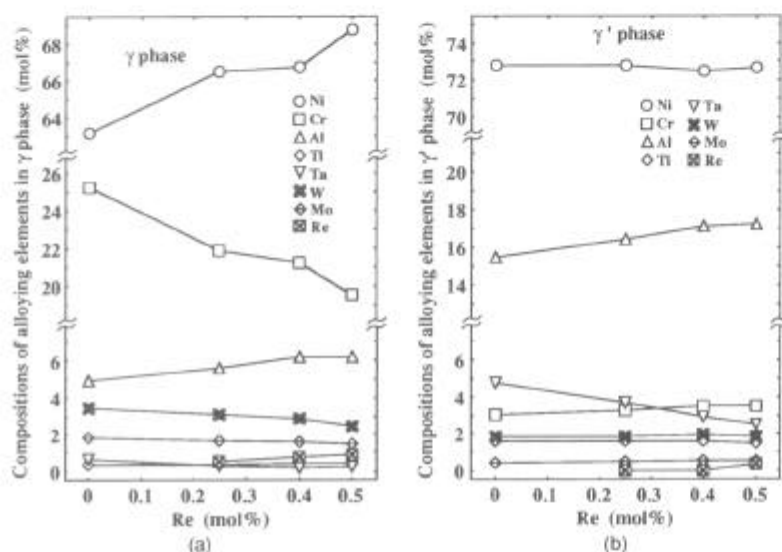 γ phase
Compositions of alloying elements in γ phase (mol%)
68
66
64
26
24
22
20
6
4
2
0
Ni
Cr
Al
Ti
Ta
W
Mo
Re
0 0.1 0.2 0.3 0.4 0.5
Re (mol%)
(a)
γ' phase
Compositions of alloying elements in γ' phase (mol%)
74
72
70
18
16
14
6
4
2
0
Ni Ta
Cr W
Al Mo
Ti Re
0 0.1 0.2 0.3 0.4 0.5
Re (mol%)
(b)